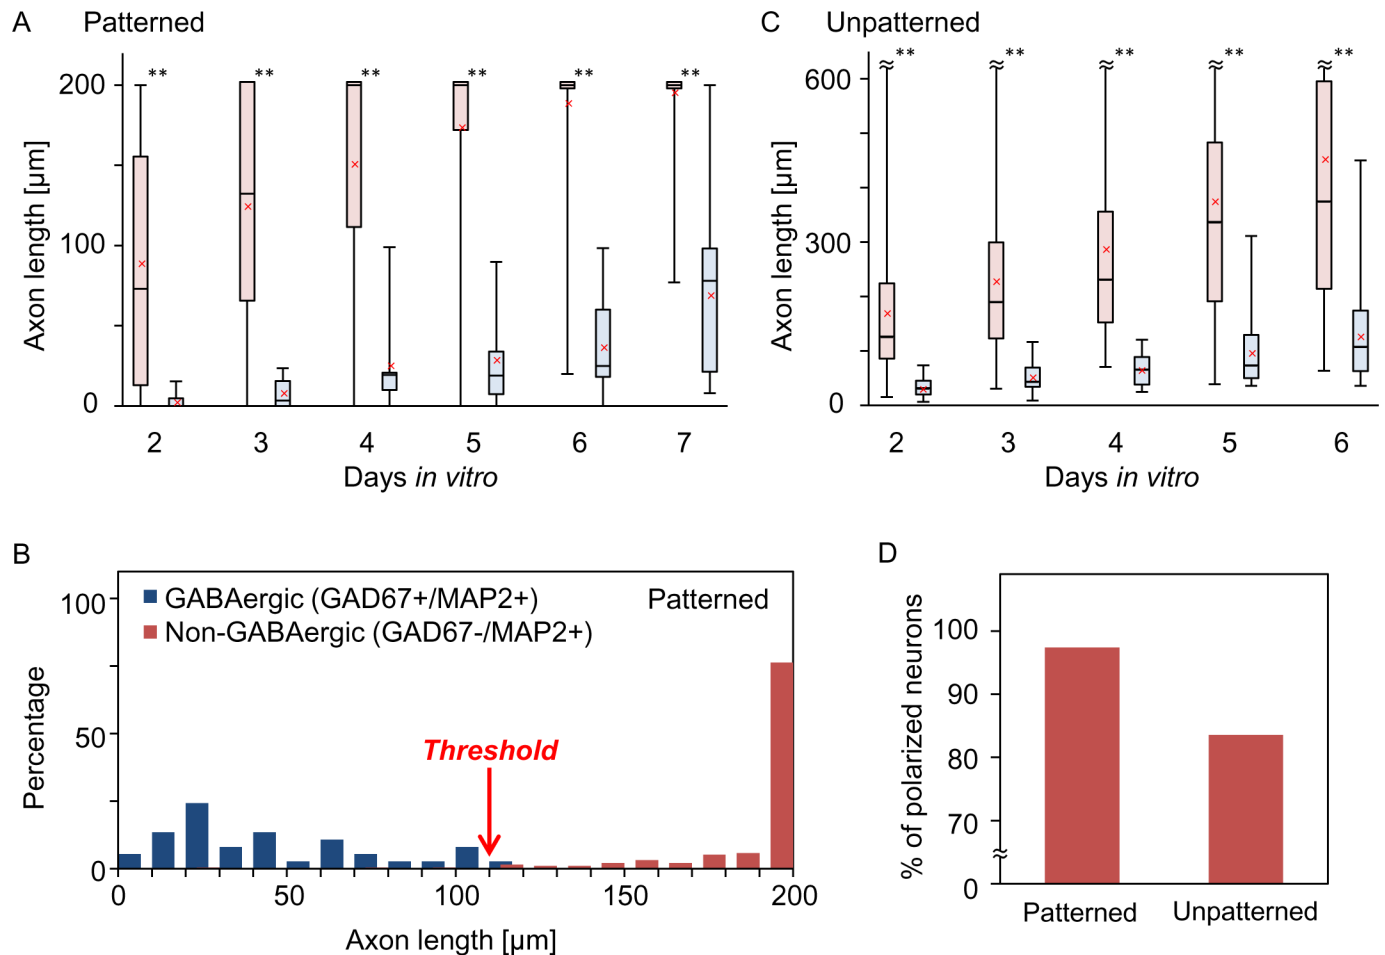 A Patterned
200
100
0
Axon length [µm]
** ** ** ** ** **
2 3 4 5 6 7
Days in vitro
C Unpatterned
600
300
0
Axon length [µm]
** ** ** ** **
2 3 4 5 6
Days in vitro
B
GABAergic (GAD67+/MAP2+)
Non-GABAergic (GAD67-/MAP2+)
Patterned
Threshold
100
50
0
Percentage
0 50 100 150 200
Axon length [µm]
D
100
90
80
70
0
% of polarized neurons
Patterned Unpatterned